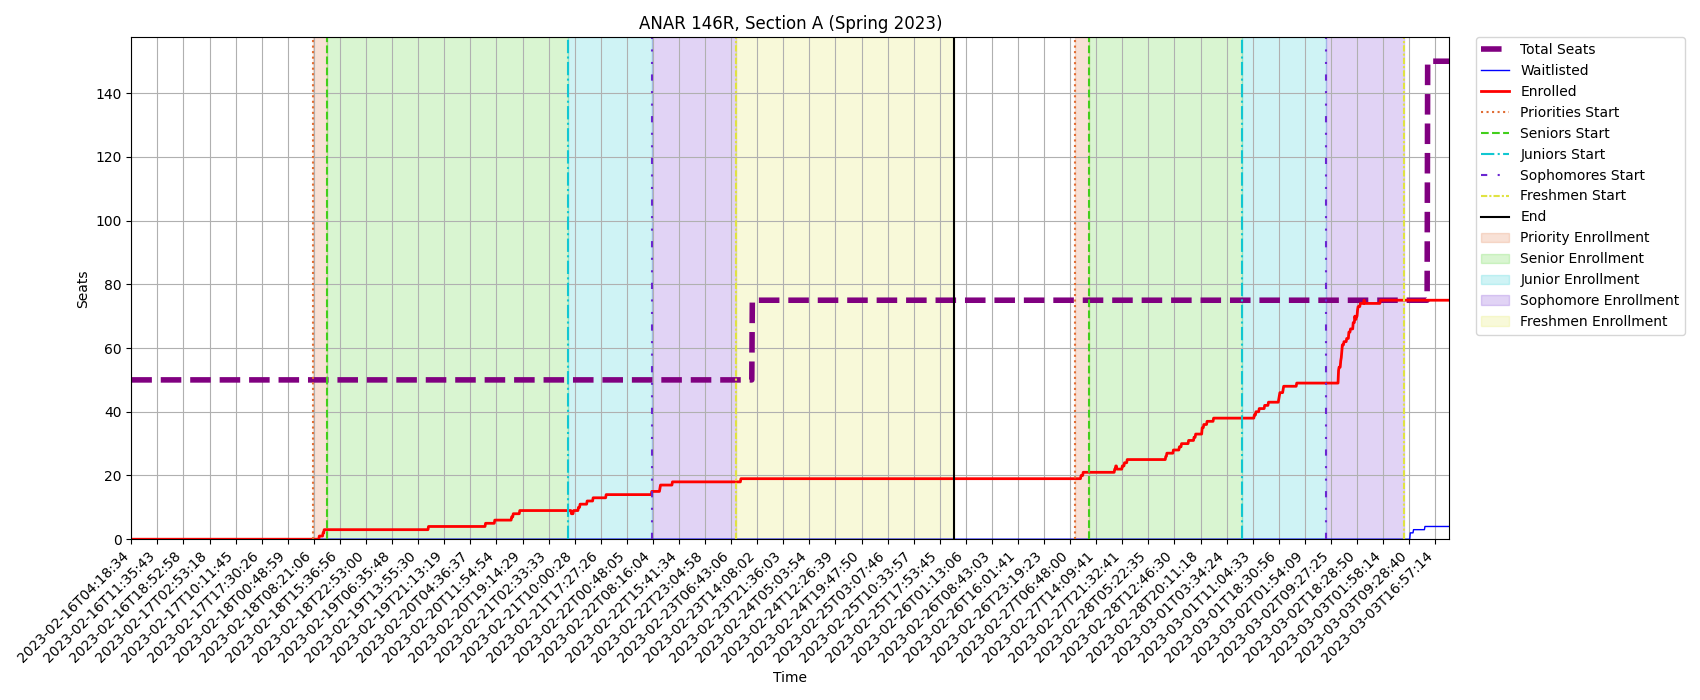 ANAR 146R, Section A (Spring 2023)
Seats
140
120
100
80
60
40
20
0
2023-02-16T04:18:34
2023-02-16T11:35:43
2023-02-16T18:52:58
2023-02-17T02:53:18
2023-02-17T10:11:45
2023-02-17T17:30:26
2023-02-18T00:48:59
2023-02-18T08:21:06
2023-02-18T15:36:56
2023-02-18T22:53:00
2023-02-19T06:35:48
2023-02-19T13:55:30
2023-02-19T21:13:19
2023-02-20T04:36:37
2023-02-20T11:54:54
2023-02-20T19:14:29
2023-02-21T02:33:33
2023-02-21T10:00:28
2023-02-21T17:27:26
2023-02-22T00:48:05
2023-02-22T08:16:04
2023-02-22T15:41:34
2023-02-22T23:04:58
2023-02-23T06:43:06
2023-02-23T14:08:02
2023-02-23T21:36:03
2023-02-24T05:03:54
2023-02-24T12:26:39
2023-02-24T19:47:50
2023-02-25T03:07:46
2023-02-25T10:33:57
2023-02-25T17:53:45
2023-02-26T01:13:06
2023-02-26T08:43:03
2023-02-26T16:01:41
2023-02-26T23:19:23
2023-02-27T06:48:00
2023-02-27T14:09:41
2023-02-27T21:32:41
2023-02-28T05:22:35
2023-02-28T12:46:30
2023-02-28T20:11:18
2023-03-01T03:34:24
2023-03-01T11:04:33
2023-03-01T18:30:56
2023-03-02T01:54:09
2023-03-02T09:27:25
2023-03-02T18:28:50
2023-03-03T01:58:14
2023-03-03T09:28:40
2023-03-03T16:57:14
Time
Total Seats
Waitlisted
Enrolled
Priorities Start
Seniors Start
Juniors Start
Sophomores Start
Freshmen Start
End
Priority Enrollment
Senior Enrollment
Junior Enrollment
Sophomore Enrollment
Freshmen Enrollment